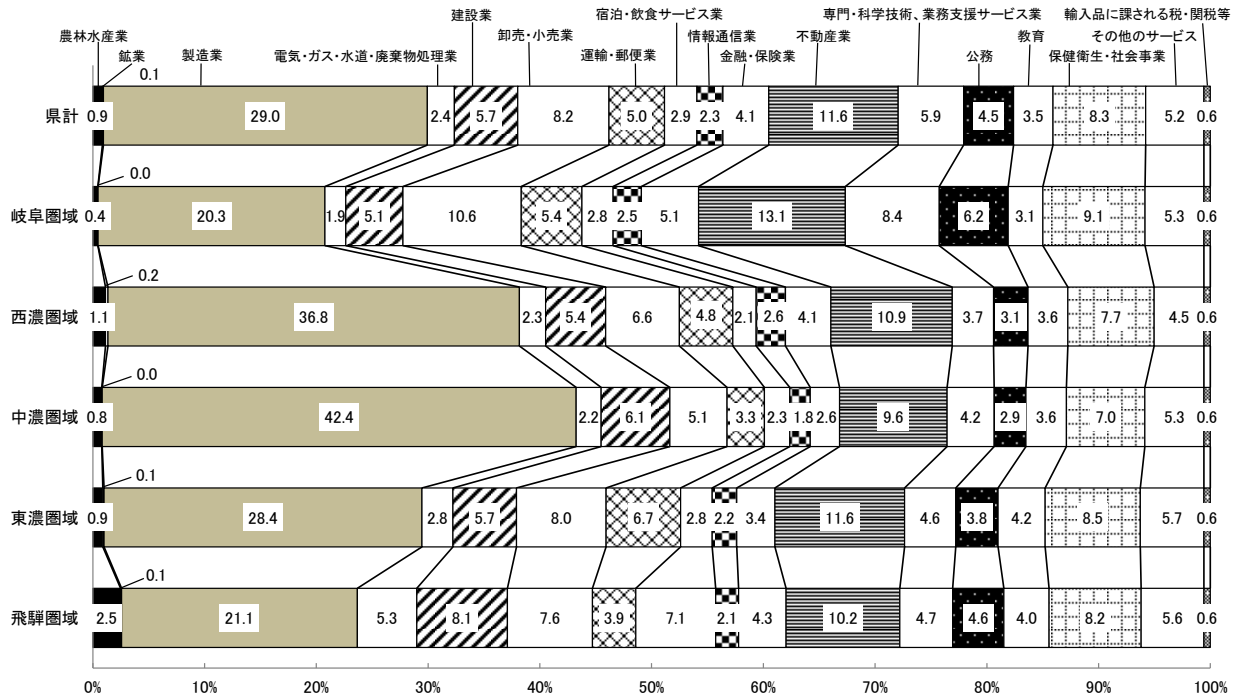 建設業 宿泊・飲食サービス業 専門・科学技術、業務支援サービス業 輸入品に課される税・関税等
農林水産業 卸売・小売業 情報通信業 不動産業 教育 その他のサービス
鉱業 製造業 電気・ガス・水道・廃棄物処理業 運輸・郵便業 金融・保険業 公務 保健衛生・社会事業
0.1
県計 0.9 29.0 2.4 5.7 8.2 5.0 2.9 2.3 4.1 11.6 5.9 4.5 3.5 8.3 5.2 0.6
0.0
岐阜圏域 0.4 20.3 1.9 5.1 10.6 5.4 2.8 2.5 5.1 13.1 8.4 6.2 3.1 9.1 5.3 0.6
0.2
西濃圏域 1.1 36.8 2.3 5.4 6.6 4.8 2.1 2.6 4.1 10.9 3.7 3.1 3.6 7.7 4.5 0.6
0.0
中濃圏域 0.8 42.4 2.2 6.1 5.1 3.3 2.3 1.8 2.6 9.6 4.2 2.9 3.6 7.0 5.3 0.6
0.1
東濃圏域 0.9 28.4 2.8 5.7 8.0 6.7 2.8 2.2 3.4 11.6 4.6 3.8 4.2 8.5 5.7 0.6
0.1
飛騨圏域 2.5 21.1 5.3 8.1 7.6 3.9 7.1 2.1 4.3 10.2 4.7 4.6 4.0 8.2 5.6 0.6
0% 10% 20% 30% 40% 50% 60% 70% 80% 90% 100%